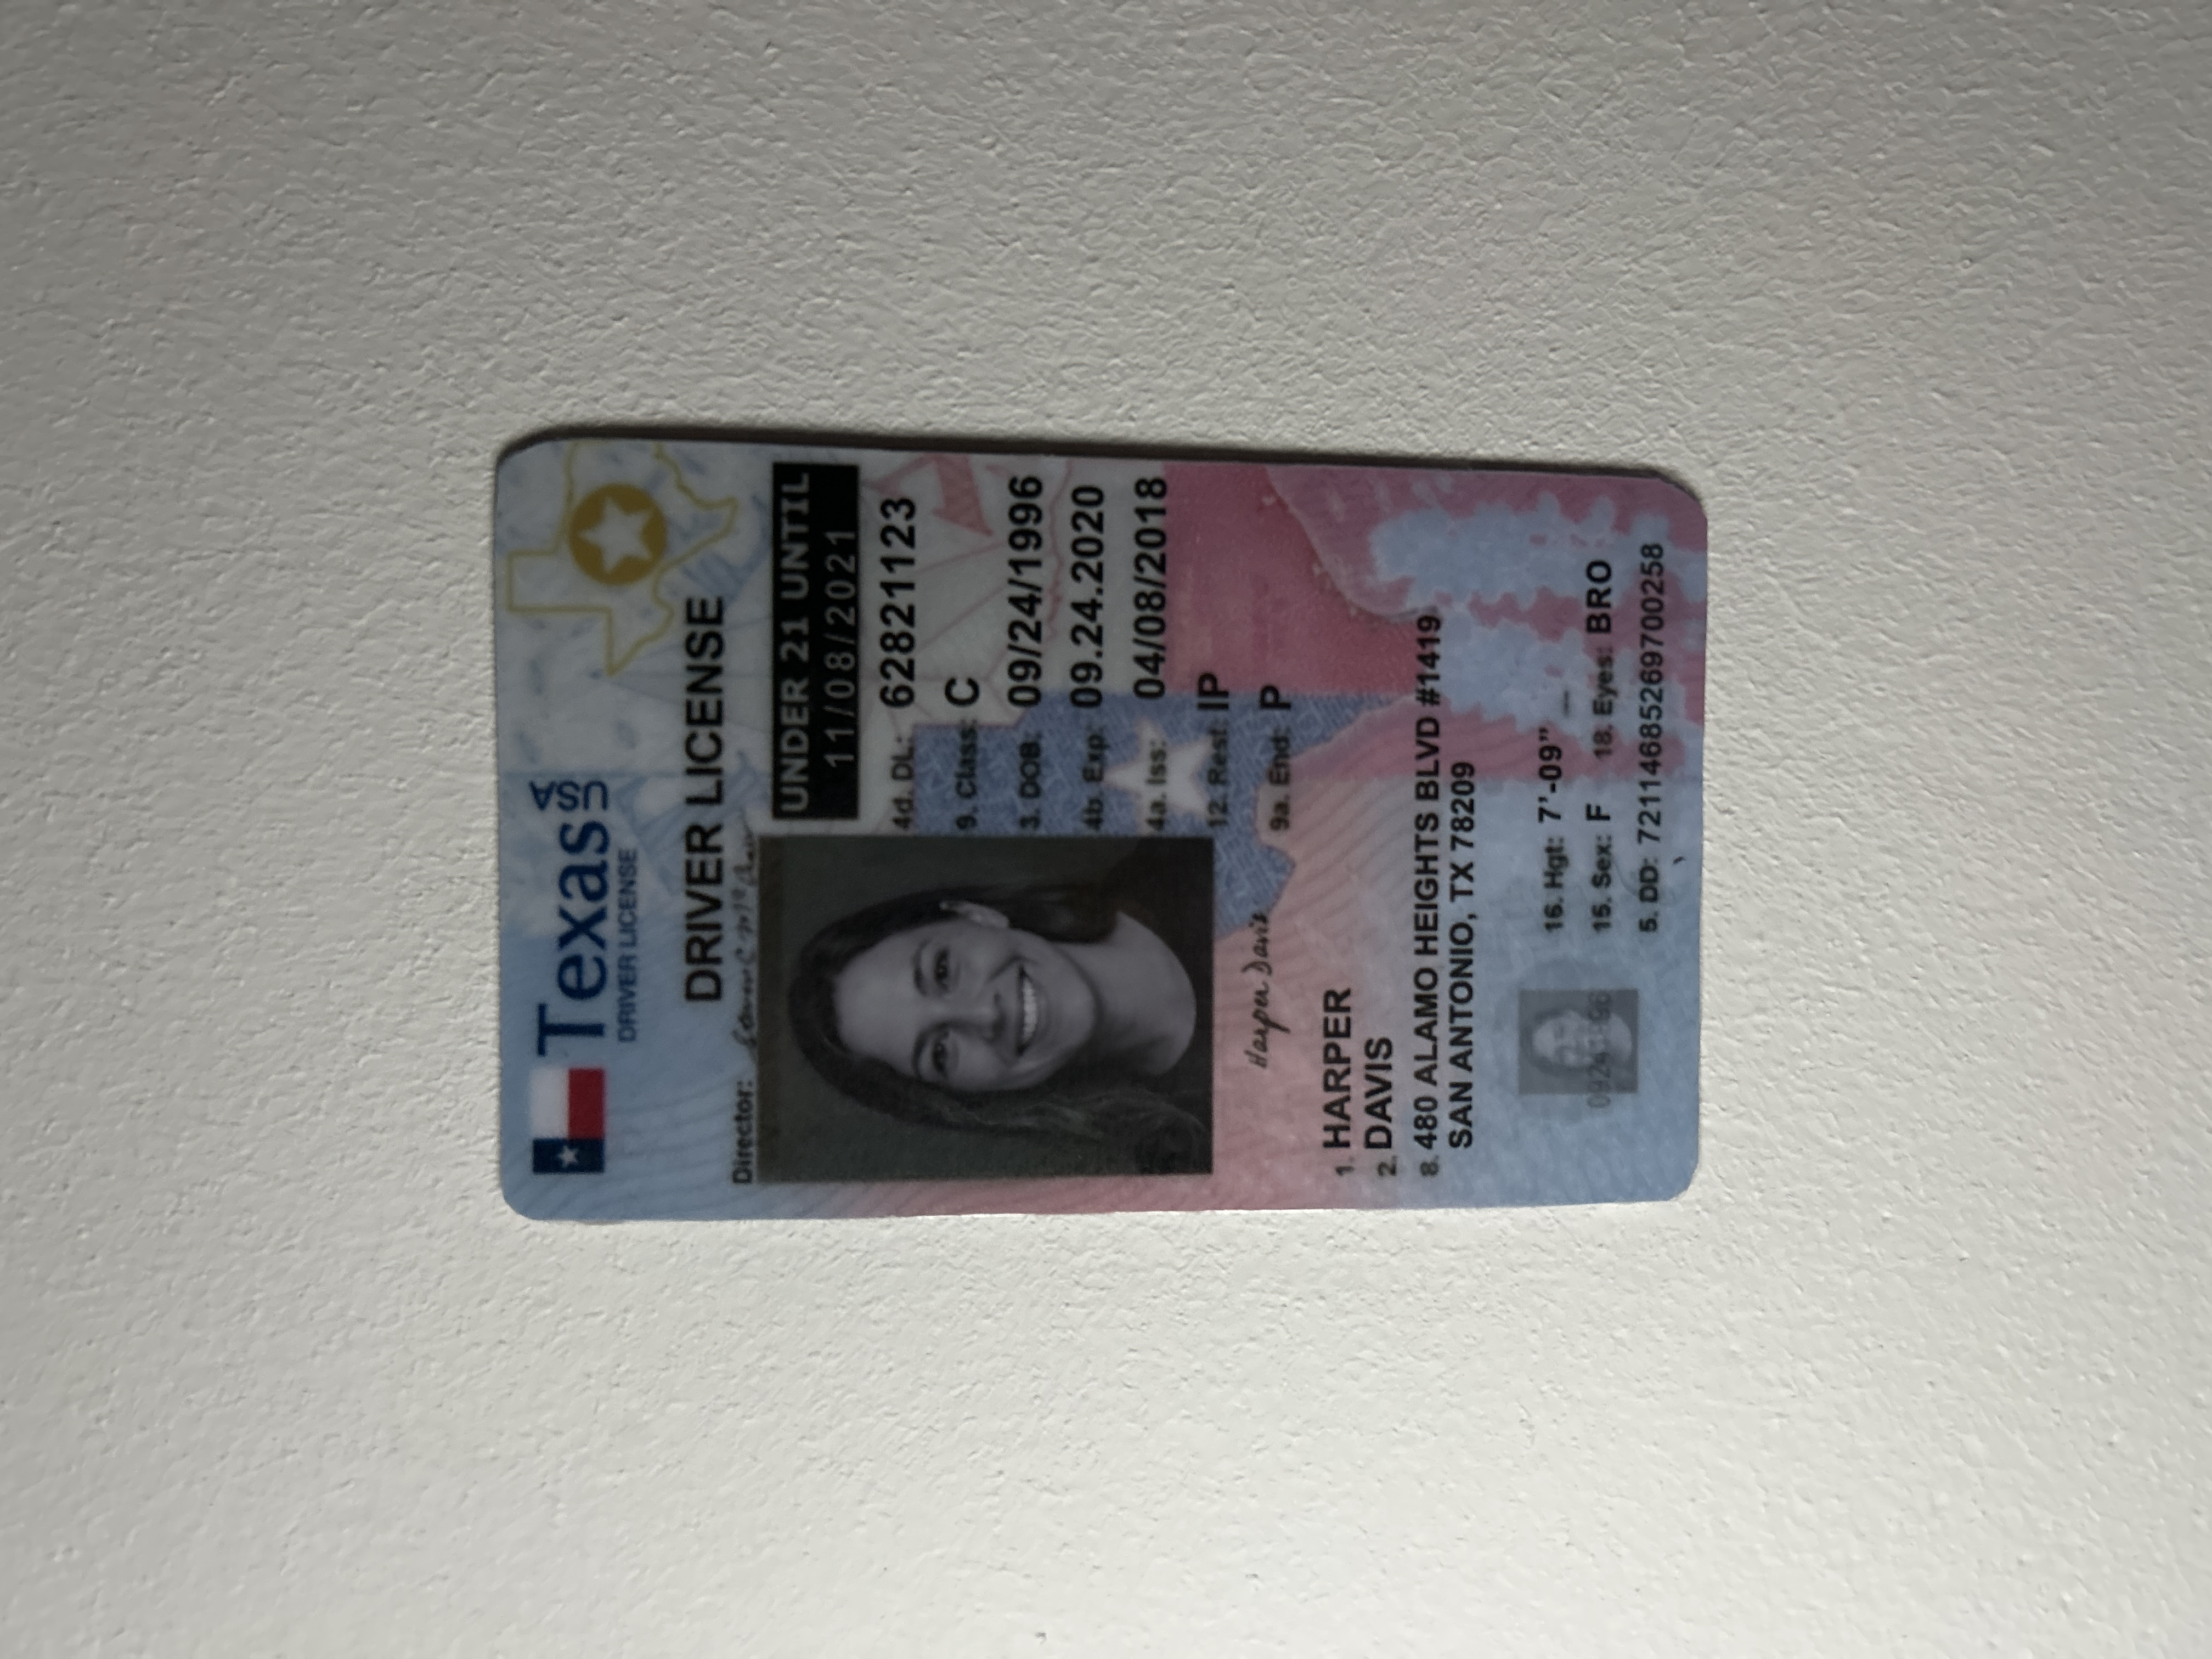 Texas USA
DRIVER LICENSE
DRIVER LICENSE
Director:
UNDER 21 UNTIL
11/08/2021
4d. DL: 62821123
9. Class: C
3. DOB: 09/24/1996
4b. Exp: 09.24.2020
4a. Iss: 04/08/2018
12. Rest: IP
9a. End: P
Harper Davis
1. HARPER
2. DAVIS
8. 480 ALAMO HEIGHTS BLVD #1419
SAN ANTONIO, TX 78209
16. Hgt: 7'-09"
09241996
15. Sex: F 18. Eyes: BRO
5. DD: 72114685269700258